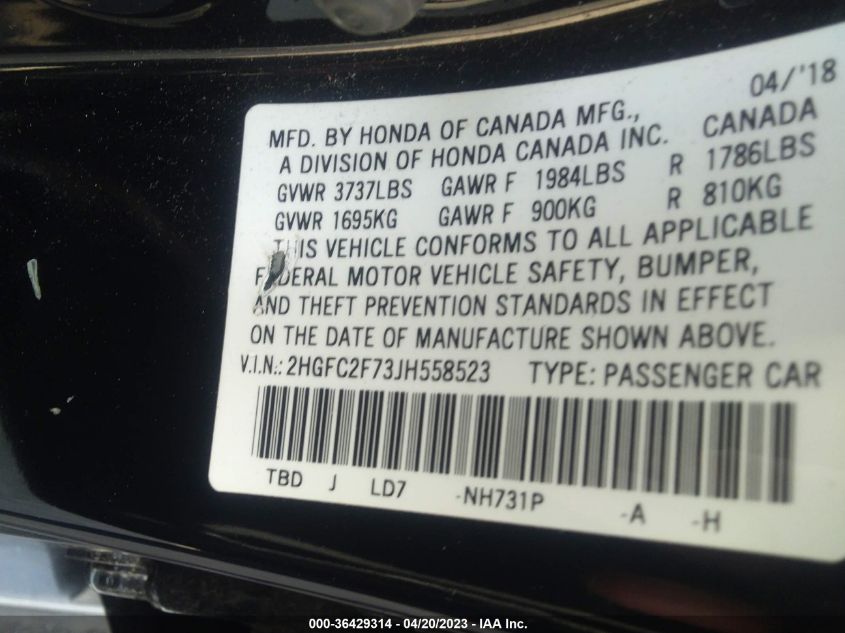 04/'18
MFD. BY HONDA OF CANADA MFG., CANADA
A DIVISION OF HONDA CANADA INC.
GVWR 3737LBS GAWR F 1984LBS R 1786LBS
GVWR 1695KG GAWR F 900KG R 810KG
THIS VEHICLE CONFORMS TO ALL APPLICABLE
FEDERAL MOTOR VEHICLE SAFETY, BUMPER,
AND THEFT PREVENTION STANDARDS IN EFFECT
ON THE DATE OF MANUFACTURE SHOWN ABOVE.
V.I.N.: 2HGFC2F73JH558523 TYPE: PASSENGER CAR
TBD J LD7 -NH731P -A -H
000-36429314 - 04/20/2023 - IAA Inc.